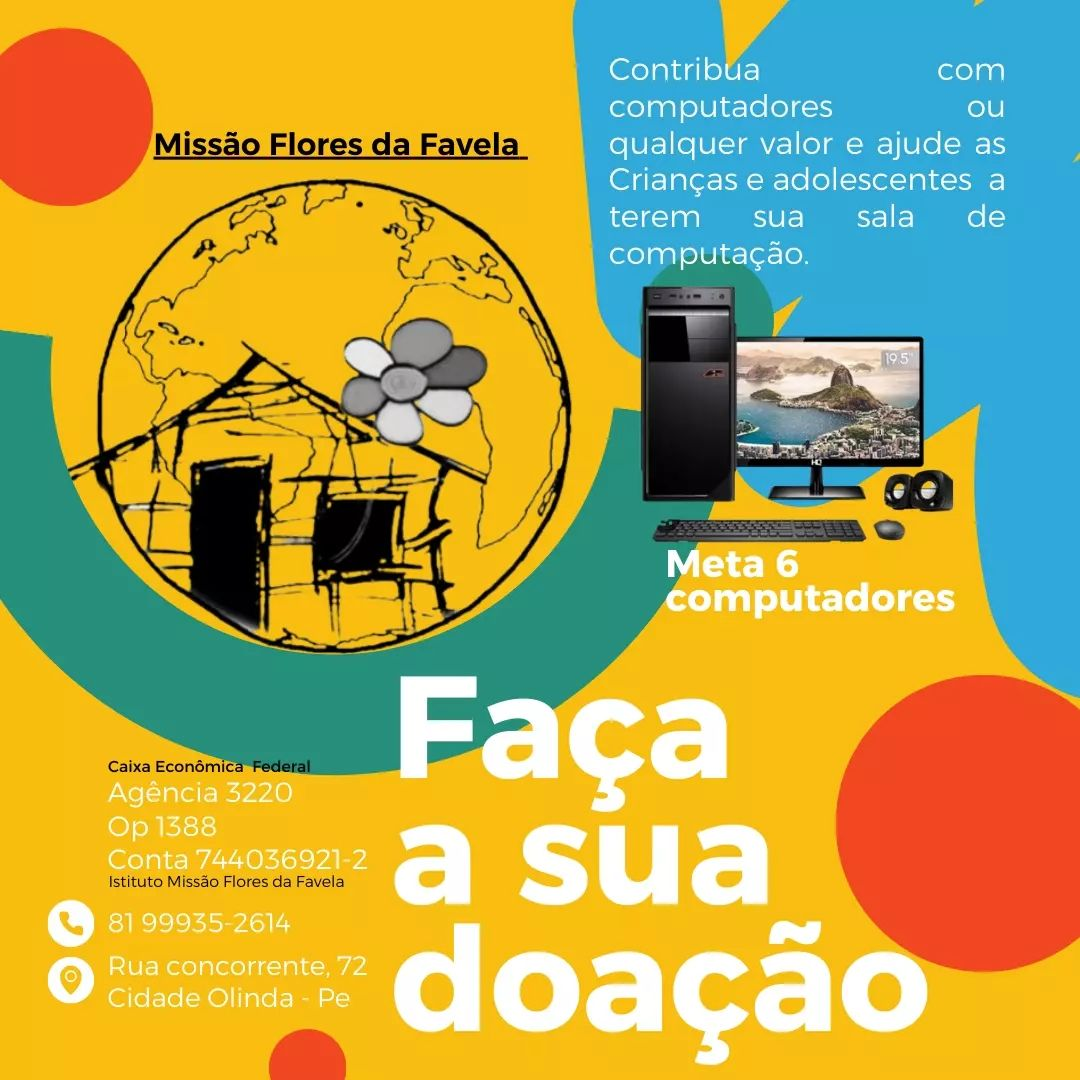 Missão Flores da Favela
Contribua com
computadores ou
qualquer valor e ajude as
Crianças e adolescentes a
terem sua sala de
computação.
19.5"
HQ
Meta 6
computadores
Faça
a sua
doação
Caixa Econômica Federal
Agência 3220
Op 1388
Conta 744036921-2
Istituto Missão Flores da Favela
81 99935-2614
Rua concorrente, 72
Cidade Olinda - Pe